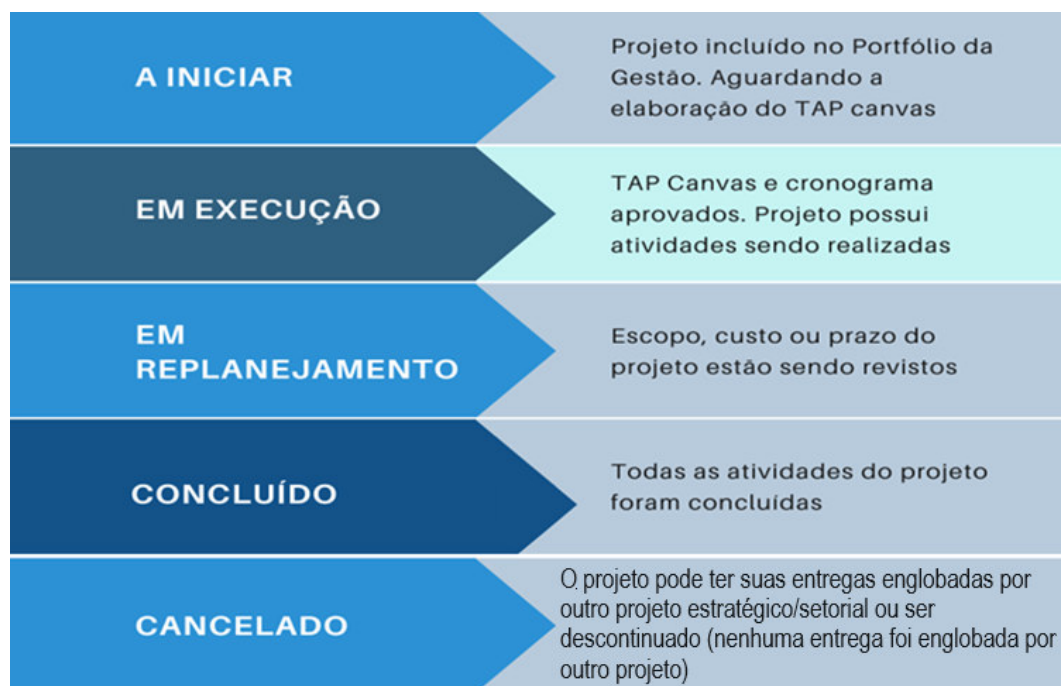 A INICIAR
Projeto incluído no Portfólio da
Gestão. Aguardando a
elaboração do TAP canvas
EM EXECUÇÃO
TAP Canvas e cronograma
aprovados. Projeto possui
atividades sendo realizadas
EM
REPLANEJAMENTO
Escopo, custo ou prazo do
projeto estão sendo revistos
CONCLUÍDO
Todas as atividades do projeto
foram concluídas
CANCELADO
O projeto pode ter suas entregas englobadas por
outro projeto estratégico/setorial ou ser
descontinuado (nenhuma entrega foi englobada por
outro projeto)